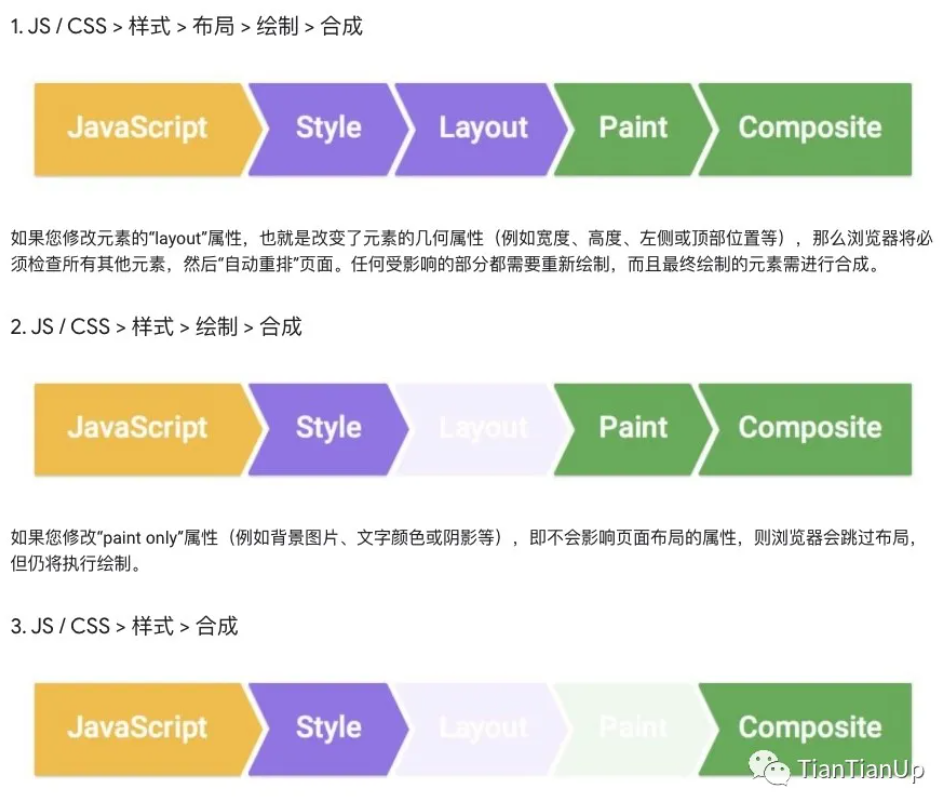 1. JS / CSS > 样式 > 布局 > 绘制 > 合成
JavaScript Style Layout Paint Composite
如果您修改元素的“layout”属性，也就是改变了元素的几何属性（例如宽度、高度、左侧或顶部位置等），那么浏览器将必
须检查所有其他元素，然后“自动重排”页面。任何受影响的部分都需要重新绘制，而且最终绘制的元素需进行合成。
2. JS / CSS > 样式 > 绘制 > 合成
JavaScript Style Layout Paint Composite
如果您修改“paint only”属性（例如背景图片、文字颜色或阴影等），即不会影响页面布局的属性，则浏览器会跳过布局，
但仍将执行绘制。
3. JS / CSS > 样式 > 合成
JavaScript Style Layout Paint Composite
TianTianUp